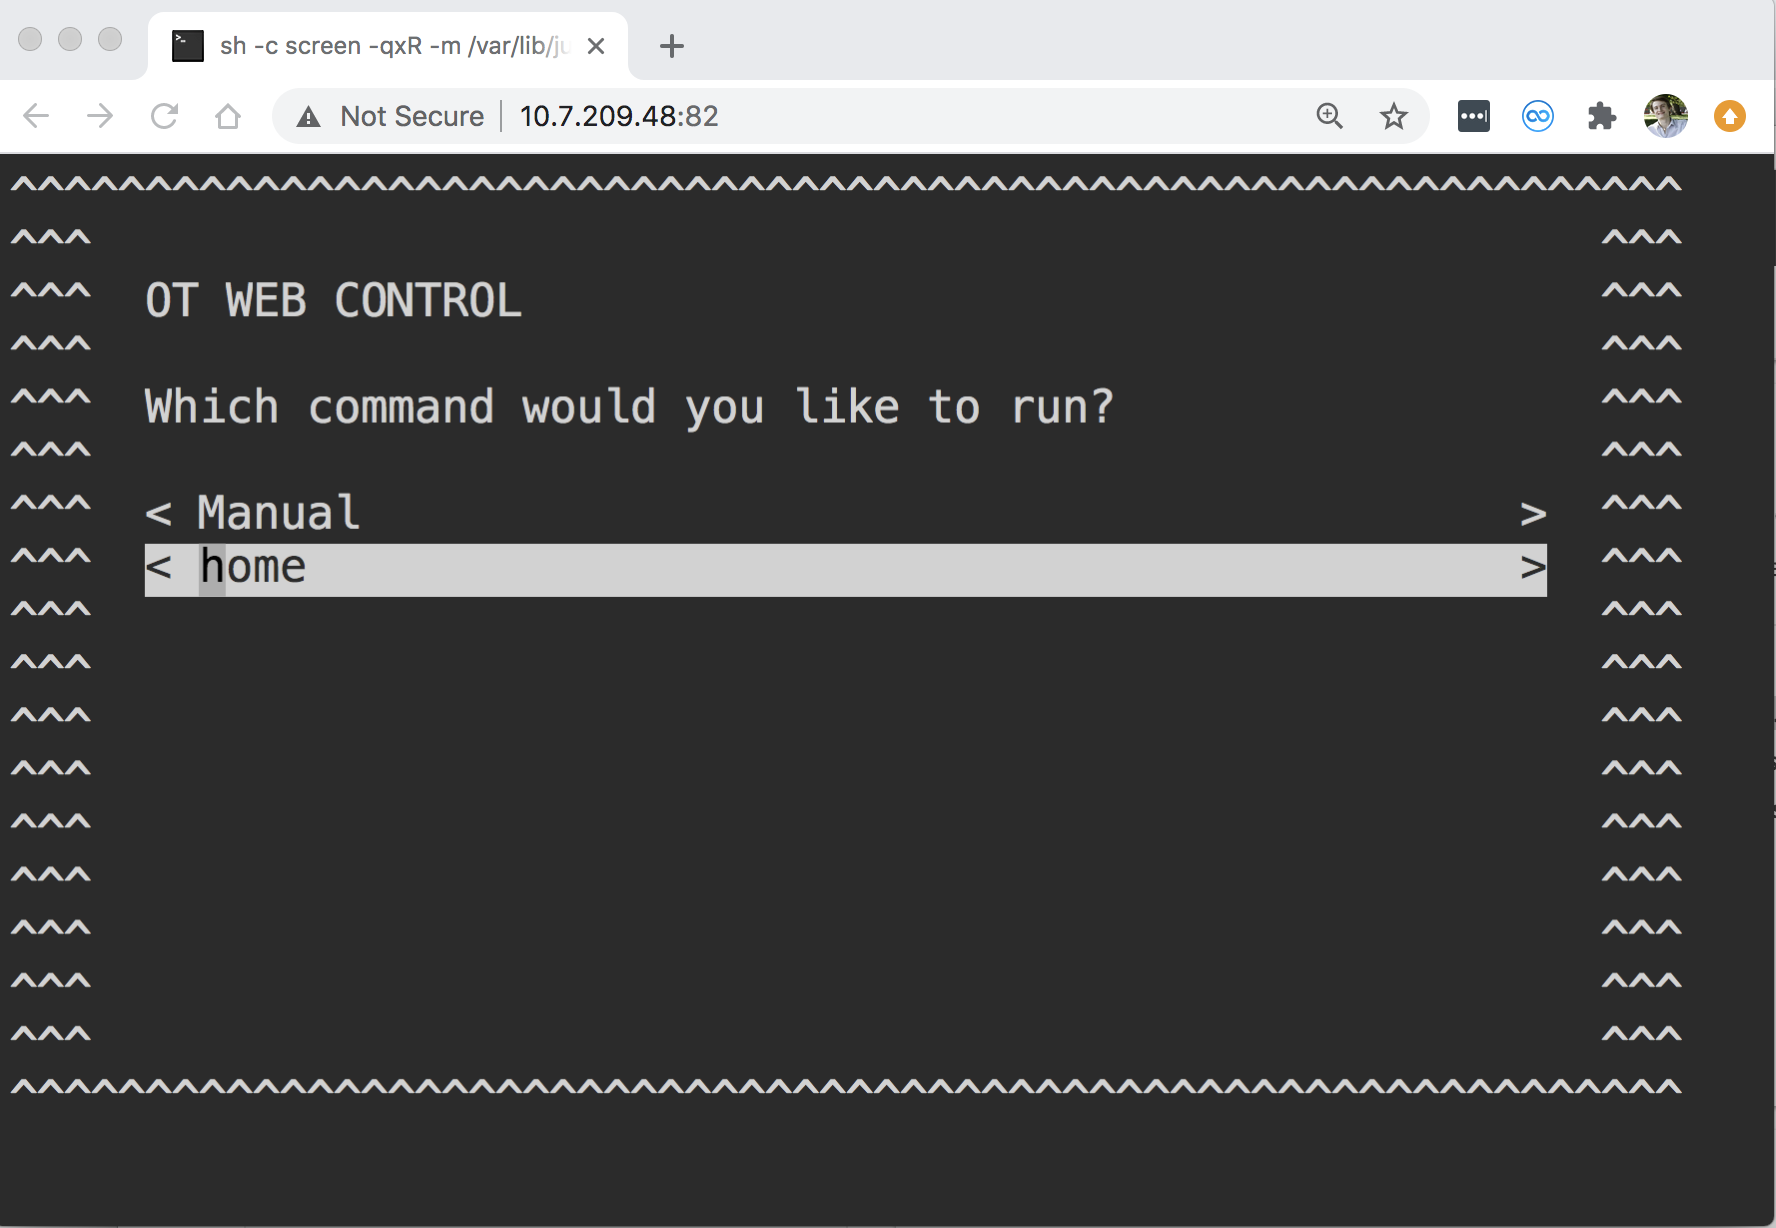 sh -c screen -qxR -m /var/lib/ju
Not Secure | 10.7.209.48:82
^^^^^^^^^^^^^^^^^^^^^^^^^^^^^^^^^^^^^^^^^^^^^^^^^^^^^^^^^^^^^^
^^^ ^^^
^^^ OT WEB CONTROL ^^^
^^^ ^^^
^^^ Which command would you like to run? ^^^
^^^ ^^^
^^^ < Manual > ^^^
^^^ < home > ^^^
^^^ ^^^
^^^ ^^^
^^^ ^^^
^^^ ^^^
^^^ ^^^
^^^ ^^^
^^^ ^^^
^^^ ^^^
^^^ ^^^
^^^^^^^^^^^^^^^^^^^^^^^^^^^^^^^^^^^^^^^^^^^^^^^^^^^^^^^^^^^^^^